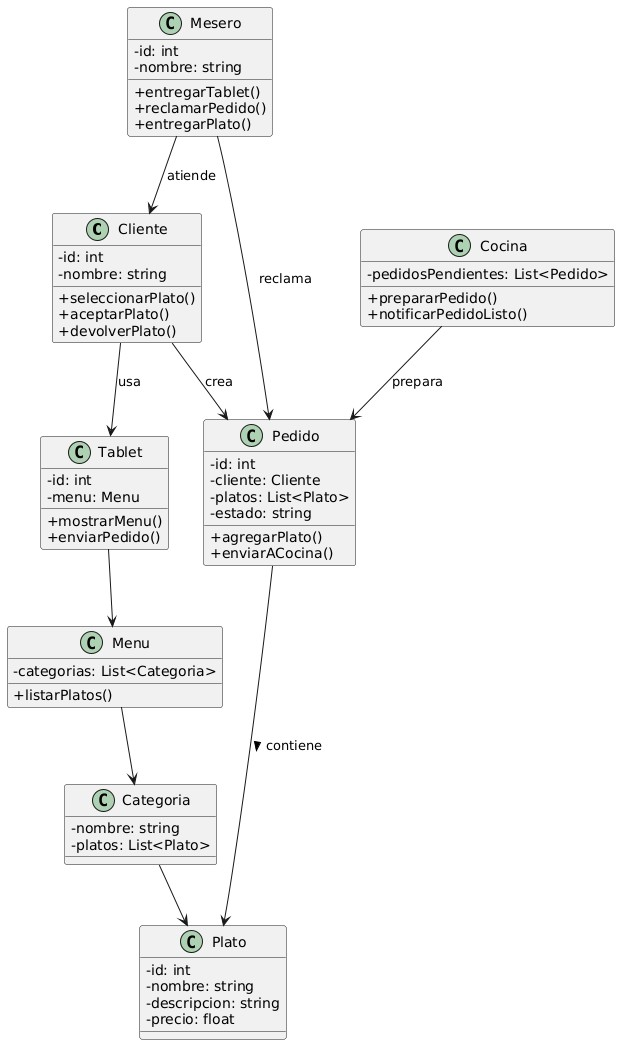 C Mesero
-id: int
-nombre: string
+entregarTablet()
+reclamarPedido()
+entregarPlato()
atiende
C Cliente
-id: int
-nombre: string
+seleccionarPlato()
+aceptarPlato()
+devolverPlato()
reclama
C Cocina
-pedidosPendientes: List<Pedido>
+prepararPedido()
+notificarPedidoListo()
usa
crea
prepara
C Tablet
-id: int
-menu: Menu
+mostrarMenu()
+enviarPedido()
C Pedido
-id: int
-cliente: Cliente
-platos: List<Plato>
-estado: string
+agregarPlato()
+enviarACocina()
C Menu
-categorias: List<Categoria>
+listarPlatos()
contiene
C Categoria
-nombre: string
-platos: List<Plato>
C Plato
-id: int
-nombre: string
-descripcion: string
-precio: float